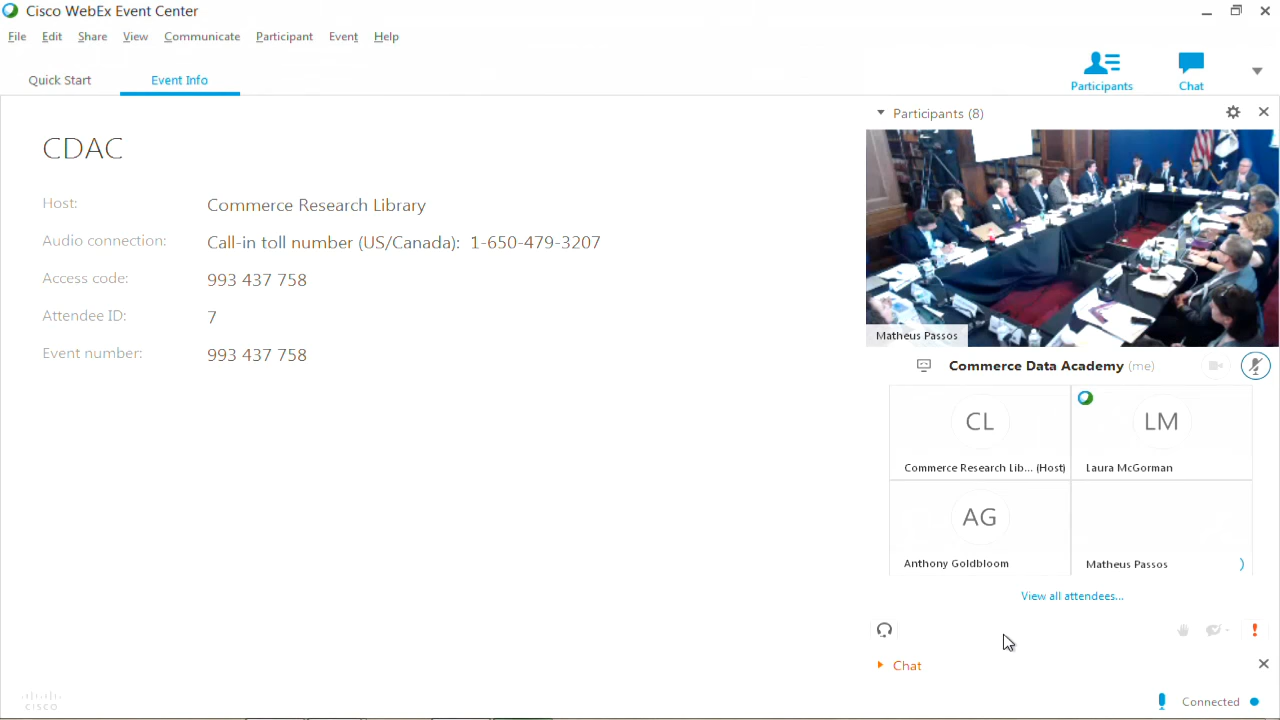 Cisco WebEx Event Center
File Edit Share View Communicate Participant Event Help
Quick Start Event Info
Participants Chat
Participants (8)
CDAC
Host: Commerce Research Library
Audio connection: Call-in toll number (US/Canada): 1-650-479-3207
Access code: 993 437 758
Attendee ID: 7
Event number: 993 437 758
Matheus Passos
Commerce Data Academy (me)
CL
Commerce Research Lib... (Host)
LM
Laura McGorman
AG
Anthony Goldbloom
Matheus Passos
View all attendees...
Chat
CISCO
Connected